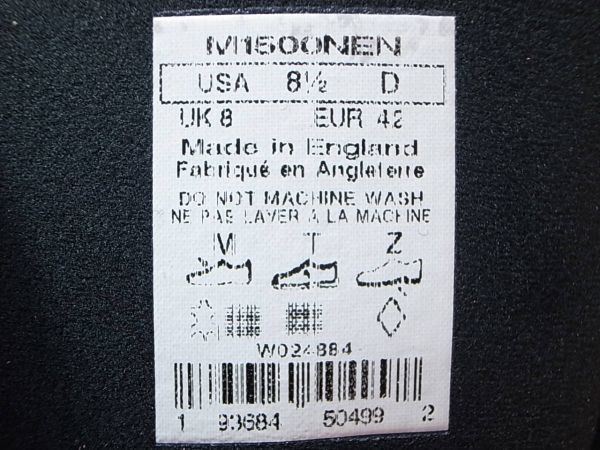 M1500NEN
USA 8½ D
UK 8 EUR 42
Made in England
Fabriqué en Angleterre
DO NOT MACHINE WASH
NE PAS LAVER À LA MACHINE
M T Z
W024884
1 93684 50499 2